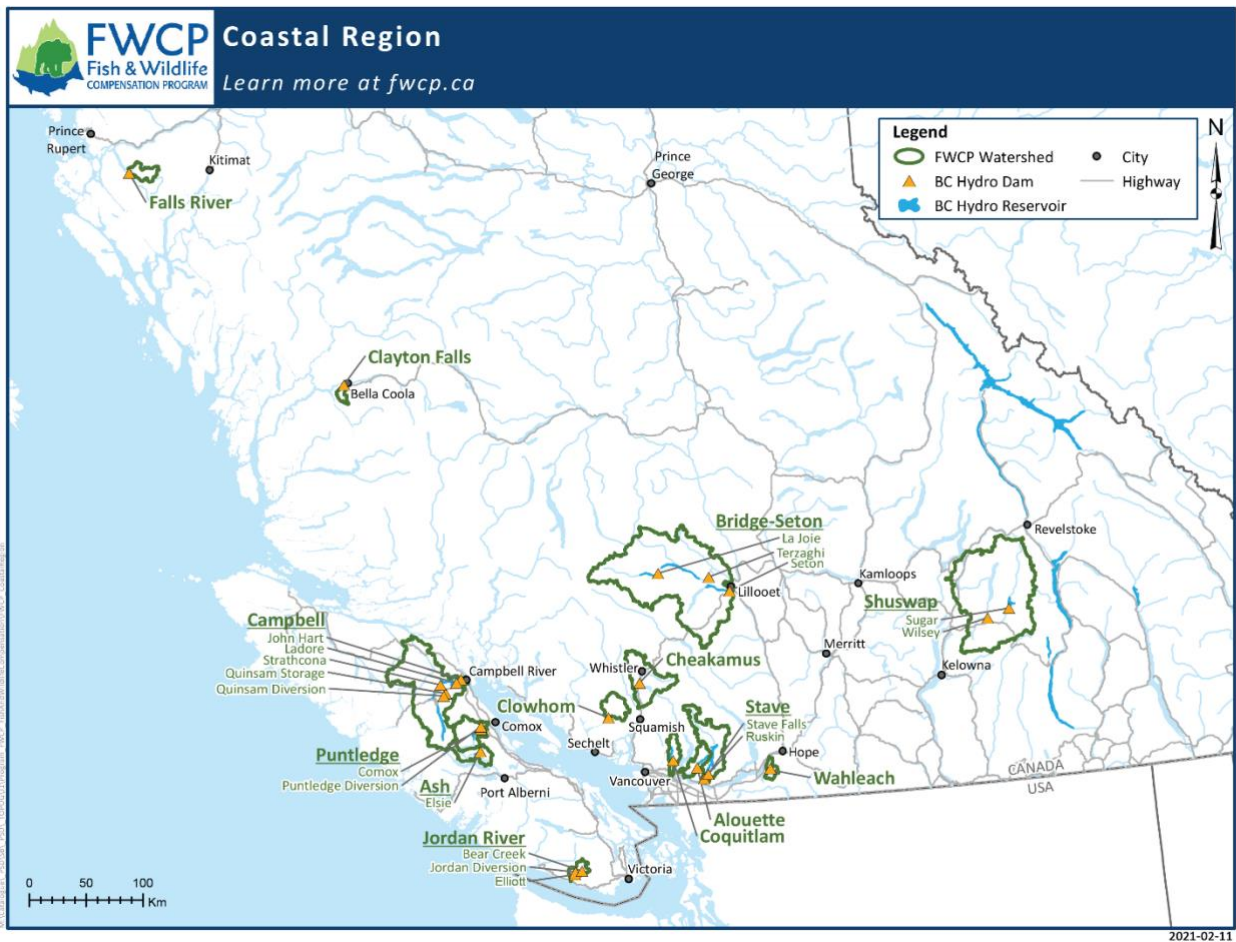 FWCP
Fish & Wildlife
COMPENSATION PROGRAM
Coastal Region
Learn more at fwcp.ca
Legend
FWCP Watershed
BC Hydro Dam
BC Hydro Reservoir
City
Highway
N
Prince
Rupert
Kitimat
Falls River
Prince
George
Clayton Falls
Bella Coola
Bridge-Seton
La Joie
Terzaghi
Seton
Lillooet
Revelstoke
Kamloops
Shuswap
Sugar
Wilsey
Merritt
Kelowna
Campbell
John Hart
Ladore
Strathcona
Quinsam Storage
Quinsam Diversion
Campbell River
Whistler
Cheakamus
Clowhom
Comox
Squamish
Stave
Stave Falls
Ruskin
Sechelt
Puntledge
Comox
Puntledge Diversion
Ash
Elsie
Port Alberni
Vancouver
Hope
Wahleach
CANADA
USA
Alouette
Coquitlam
Jordan River
Bear Creek
Jordan Diversion
Elliott
Victoria
0 50 100
Km
2021-02-11